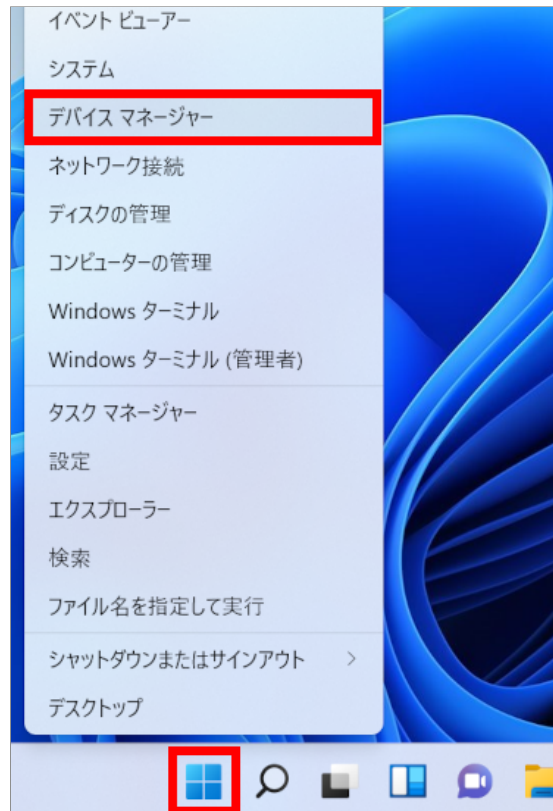 イベント ビューアー
システム
デバイス マネージャー
ネットワーク接続
ディスクの管理
コンピューターの管理
Windows ターミナル
Windows ターミナル (管理者)
タスク マネージャー
設定
エクスプローラー
検索
ファイル名を指定して実行
シャットダウンまたはサインアウト
デスクトップ